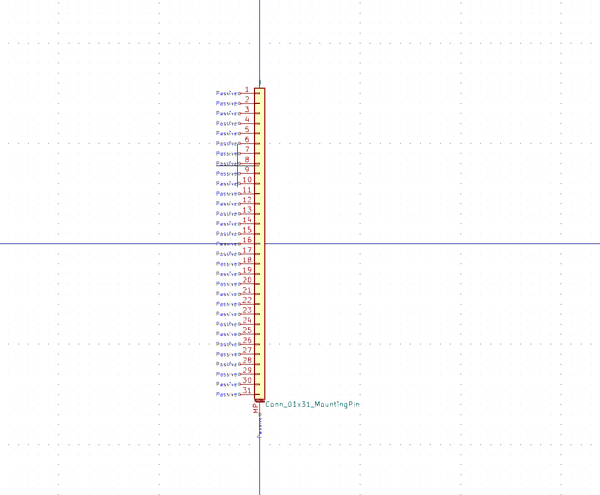 Passive 1
Passive 2
Passive 3
Passive 4
Passive 5
Passive 6
Passive 7
Passive 8
Passive 9
Passive 10
Passive 11
Passive 12
Passive 13
Passive 14
Passive 15
Passive 16
Passive 17
Passive 18
Passive 19
Passive 20
Passive 21
Passive 22
Passive 23
Passive 24
Passive 25
Passive 26
Passive 27
Passive 28
Passive 29
Passive 30
Passive 31
MP
Conn_01x31_MountingPin
Passive